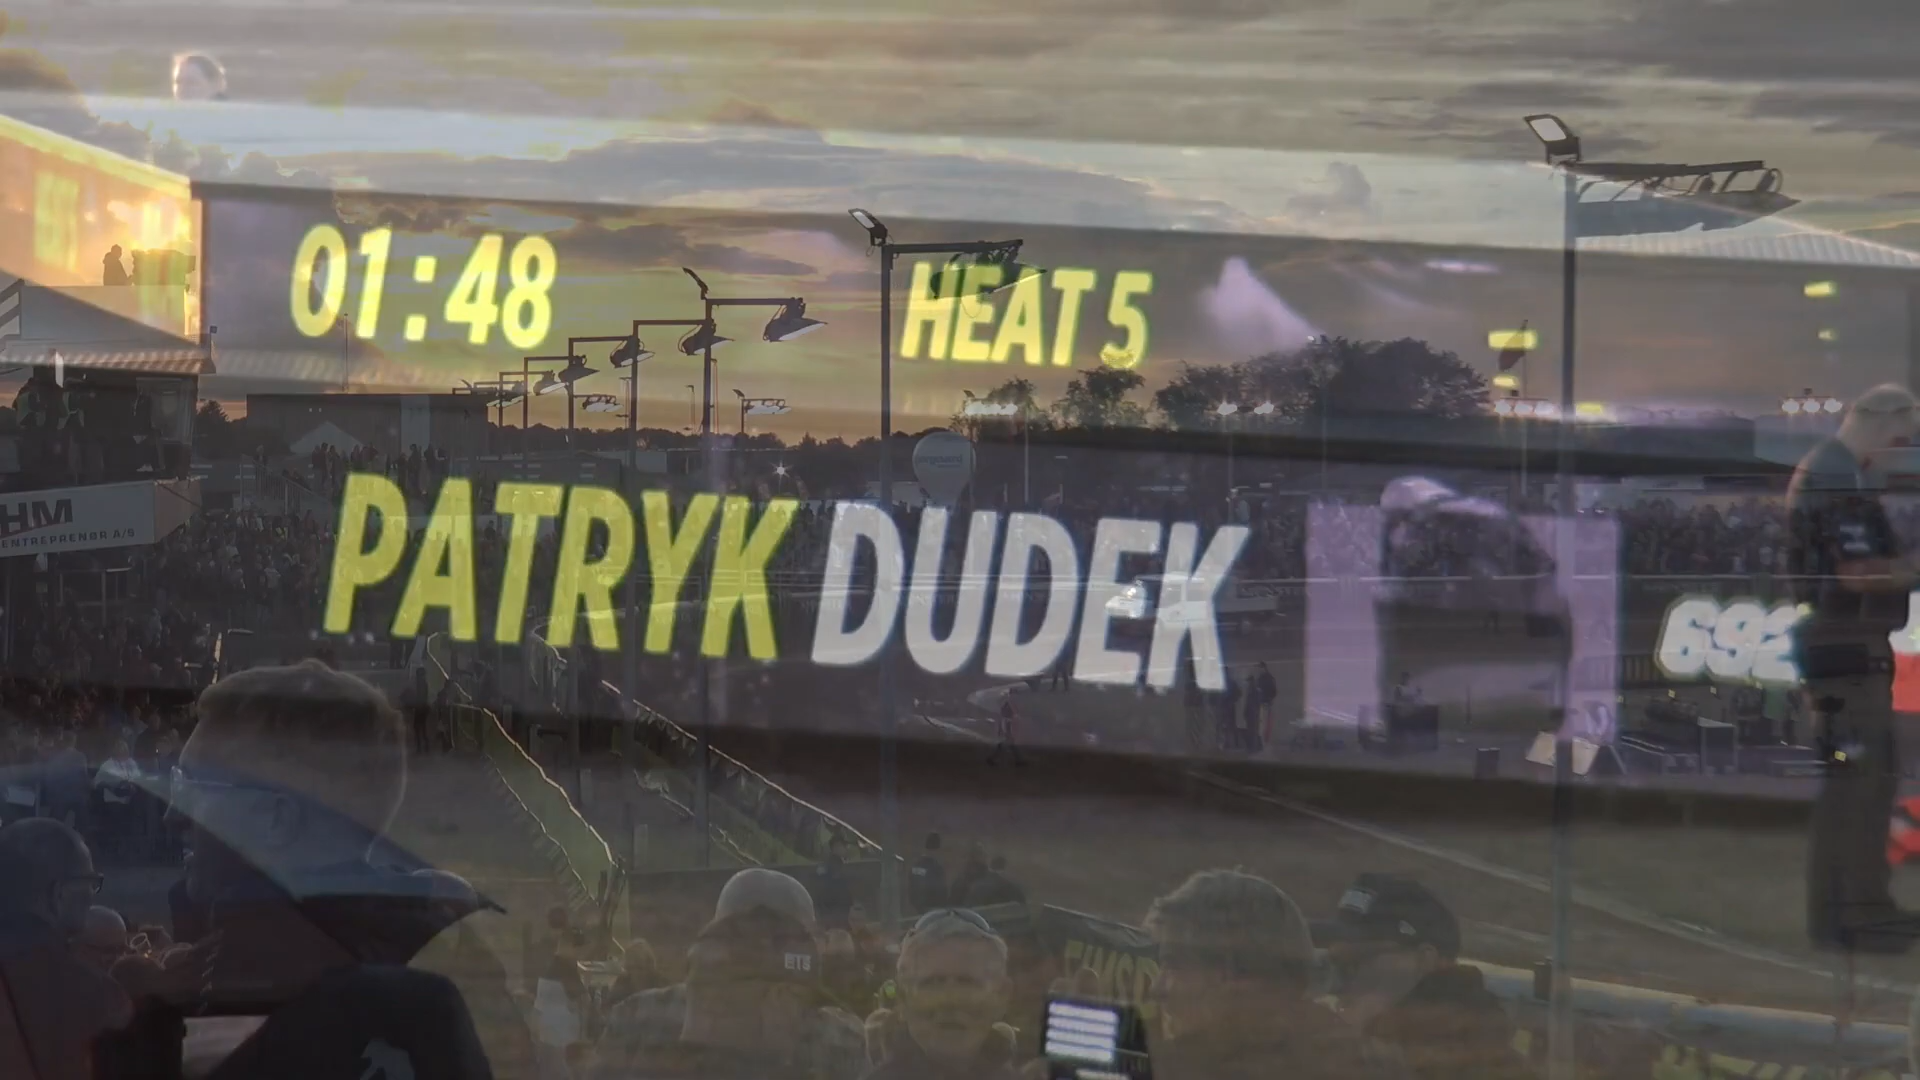 01:48
HEAT 5
PATRYK DUDEK
692
HM
ENTREPRENØR A/S